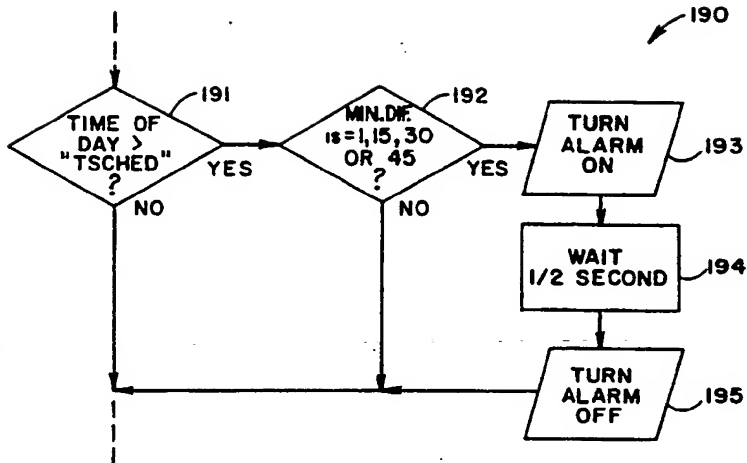 190
191
TIME OF
DAY >
"TSCHED"
?
YES
NO
192
MIN.DIF.
is=1,15,30
OR 45
?
YES
NO
TURN
ALARM
ON
193
WAIT
1/2 SECOND
194
TURN
ALARM
OFF
195